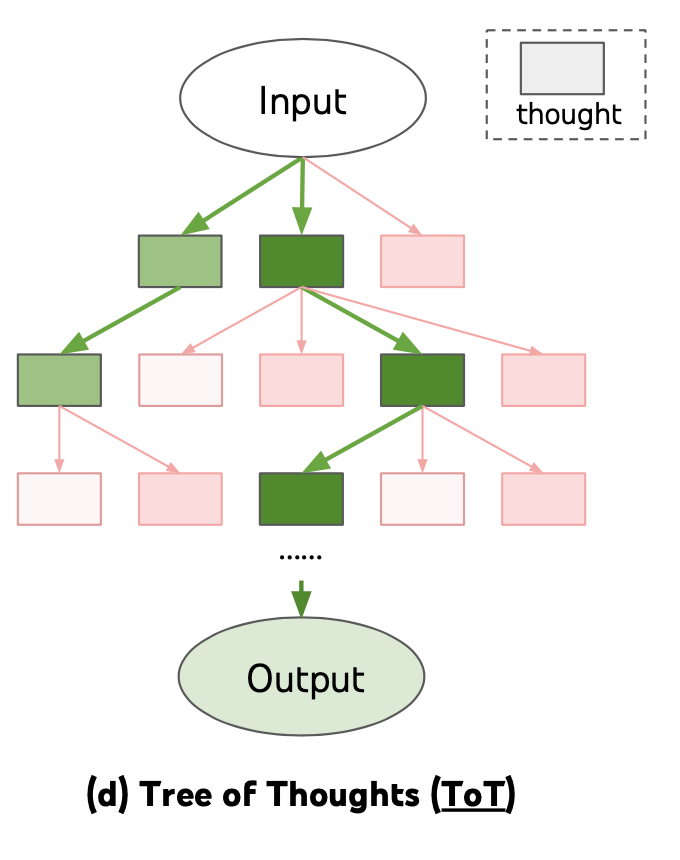 Input
thought
......
Output
(d) Tree of Thoughts (ToT)